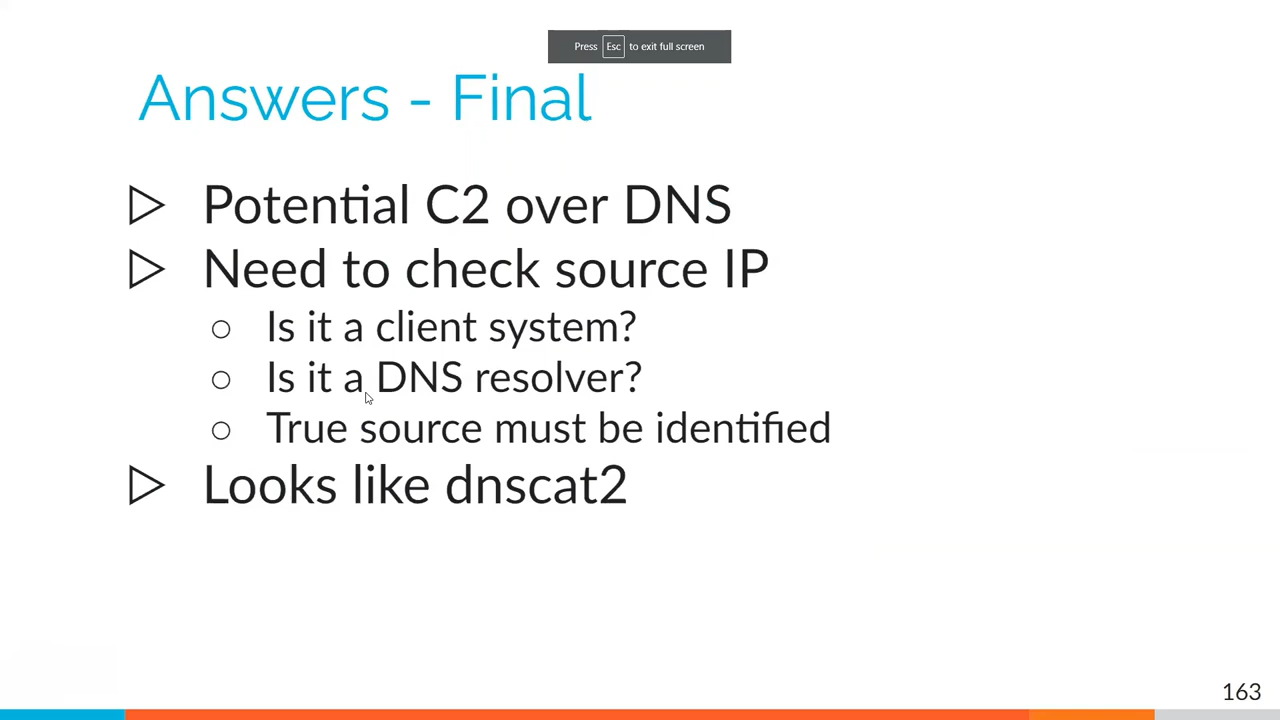 Press Esc to exit full screen
Answers - Final
Potential C2 over DNS
Need to check source IP
Is it a client system?
Is it a DNS resolver?
True source must be identified
Looks like dnscat2
163